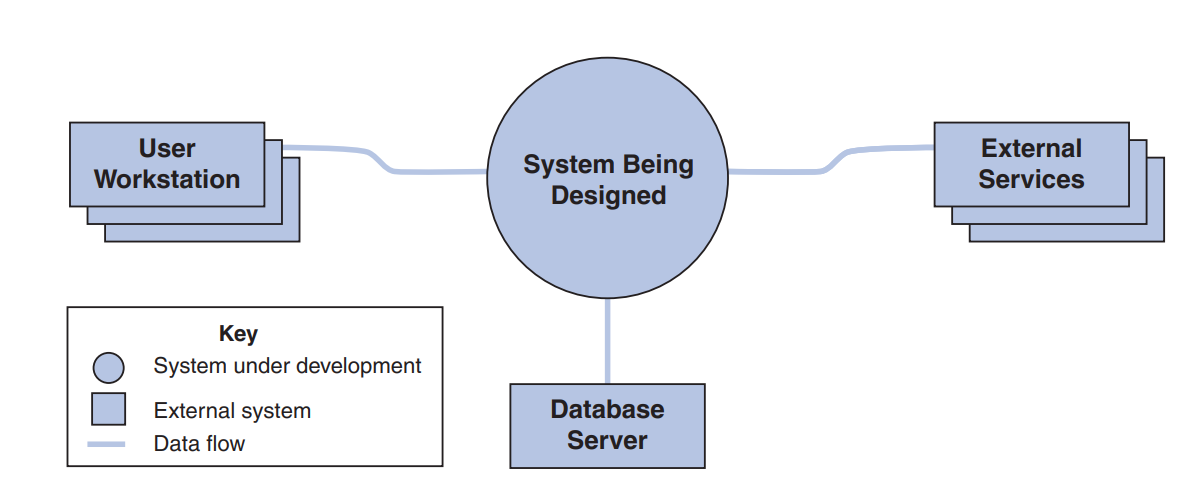 User
Workstation
System Being
Designed
External
Services
Key
System under development
External system
Data flow
Database
Server